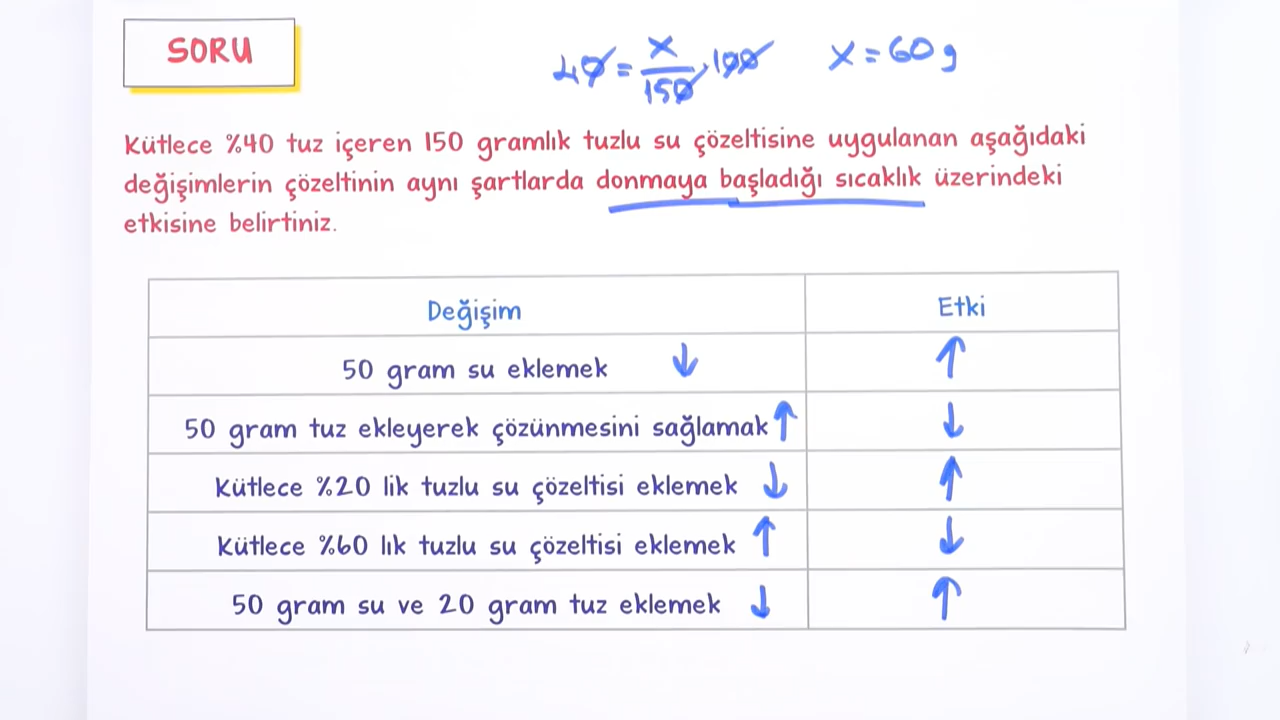 SORU
40 = x/150 . 100 x = 60 g
Kütlece %40 tuz içeren 150 gramlık tuzlu su çözeltisine uygulanan aşağıdaki
değişimlerin çözeltinin aynı şartlarda donmaya başladığı sıcaklık üzerindeki
etkisine belirtiniz.
Değişim Etki
50 gram su eklemek ↓ ↑
50 gram tuz ekleyerek çözünmesini sağlamak ↑ ↓
Kütlece %20 lik tuzlu su çözeltisi eklemek ↓ ↑
Kütlece %60 lık tuzlu su çözeltisi eklemek ↑ ↓
50 gram su ve 20 gram tuz eklemek ↓ ↑